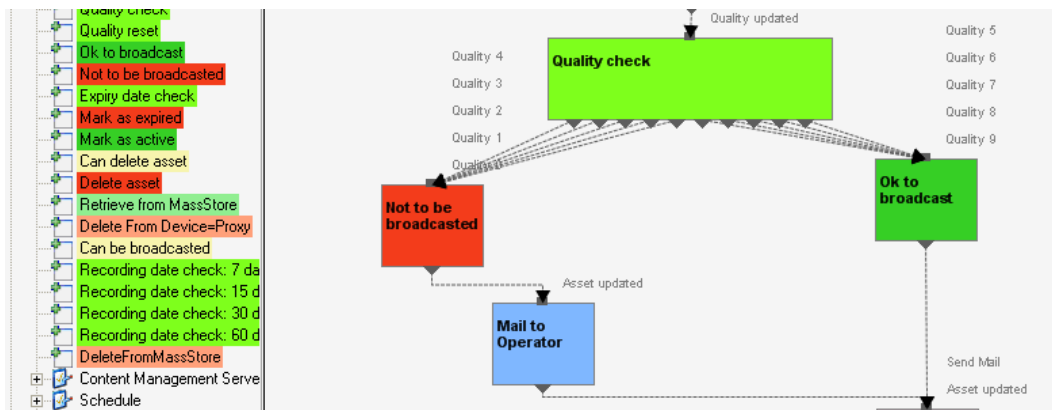 Quality check
Quality reset
Ok to broadcast
Not to be broadcasted
Expiry date check
Mark as expired
Mark as active
Can delete asset
Delete asset
Retrieve from MassStore
Delete From Device=Proxy
Can be broadcasted
Recording date check: 7 da
Recording date check: 15 d
Recording date check: 30 d
Recording date check: 60 d
DeleteFromMassStore
Content Management Serve
Schedule
Quality updated
Quality 4
Quality 3
Quality 2
Quality 1
Quality
Quality check
Quality 5
Quality 6
Quality 7
Quality 8
Quality 9
Not to be
broadcasted
Ok to
broadcast
Asset updated
Mail to
Operator
Send Mail
Asset updated